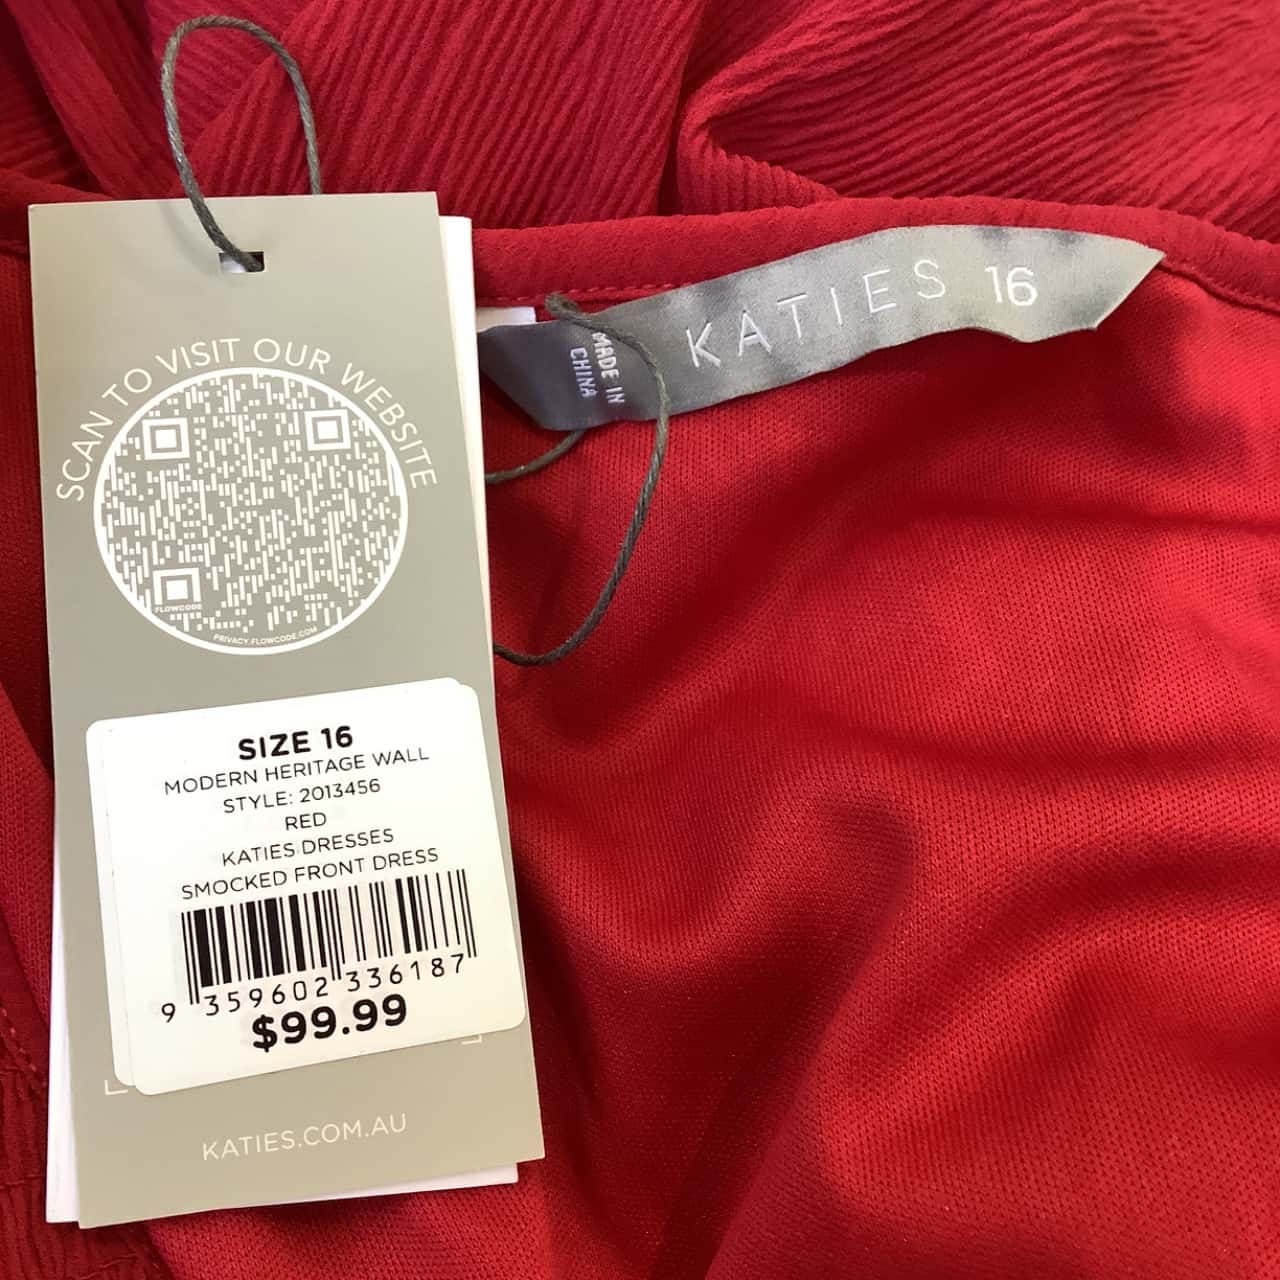 SCAN TO VISIT OUR WEBSITE
FLOWCODE
PRIVACY.FLOWCODE.COM
SIZE 16
MODERN HERITAGE WALL
STYLE: 2013456
RED
KATIES DRESSES
SMOCKED FRONT DRESS
9 359602 336187
$99.99
KATIES.COM.AU
KATIES 16
MADE IN
CHINA